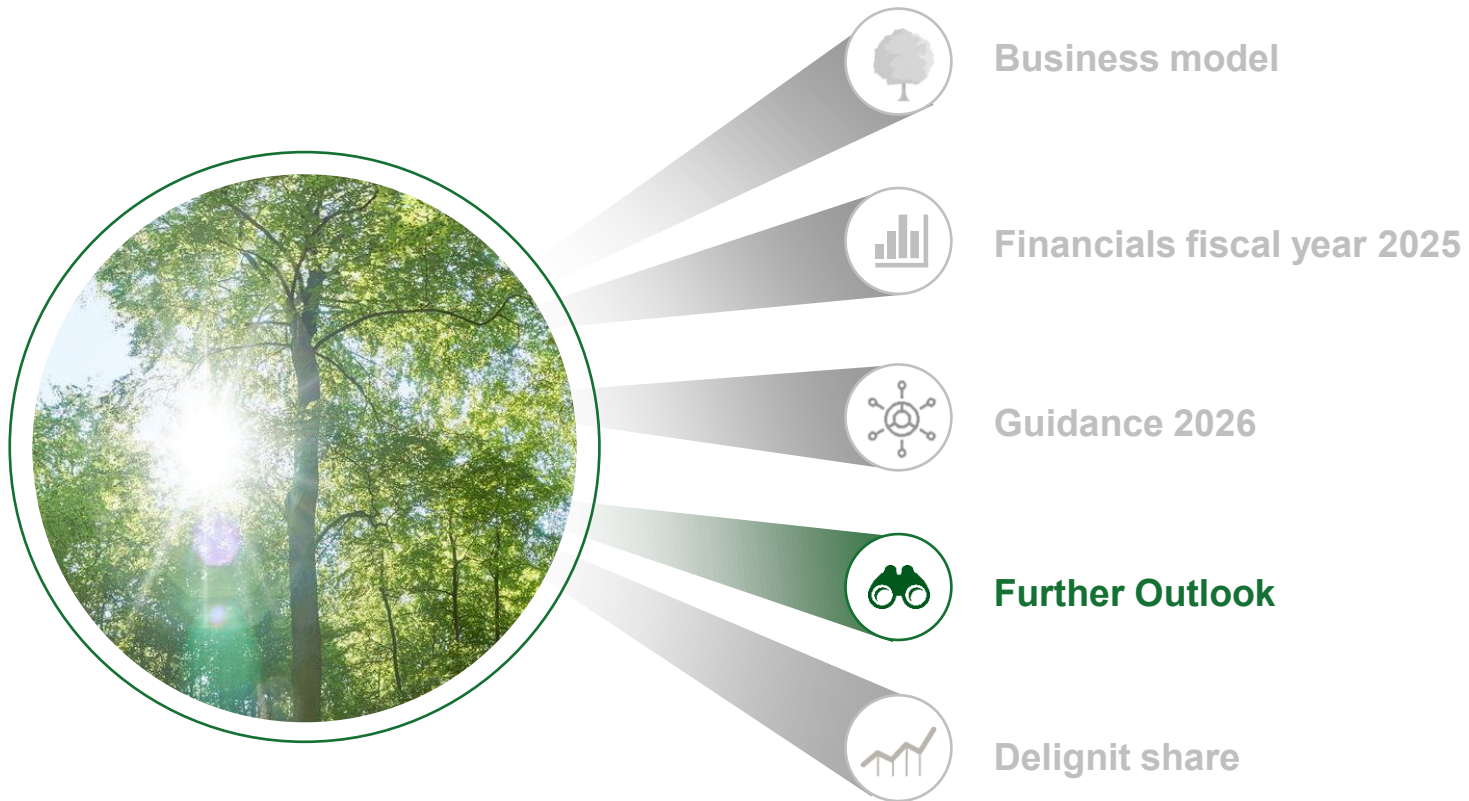 Business model
Financials fiscal year 2025
Guidance 2026
Further Outlook
Delignit share